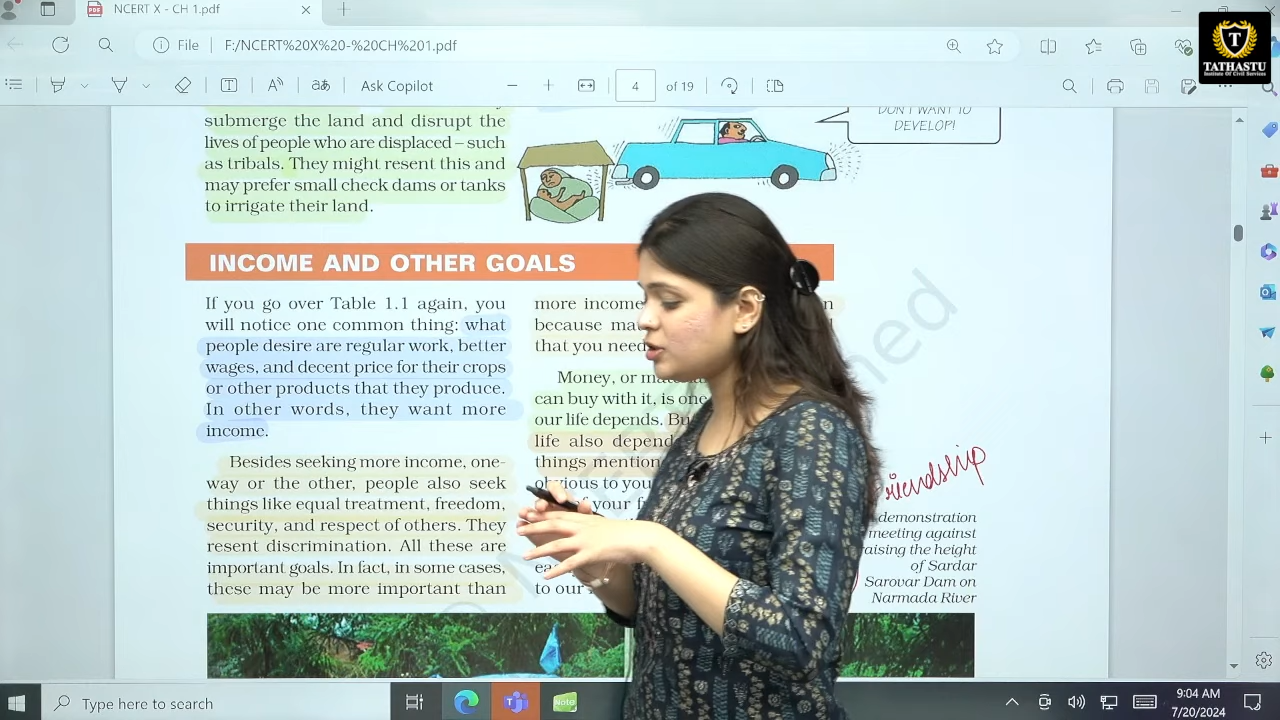 NCERT X - CH 1.pdf
File F:/NCERT%20X%20-%20CH%201.pdf
T
TATHASTU
Institute Of Civil Services
Ask Copilot
4 of 19
submerge the land and disrupt the
lives of people who are displaced – such
as tribals. They might resent this and
may prefer small check dams or tanks
to irrigate their land.
DON'T WANT TO
DEVELOP!
INCOME AND OTHER GOALS
If you go over Table 1.1 again, you
will notice one common thing: what
people desire are regular work, better
wages, and decent price for their crops
or other products that they produce.
In other words, they want more
income.
Besides seeking more income, one-
way or the other, people also seek
things like equal treatment, freedom,
security, and respect of others. They
resent discrimination. All these are
important goals. In fact, in some cases,
these may be more important than
more income
because
that you need
Money, or
can buy with it, is one
our life depends.
life also
things
obvious to you
of your
to our
Friendship
demonstration
meeting against
raising the height
of Sardar
Sarovar Dam on
Narmada River
Type here to search
Note
9:04 AM
7/20/2024